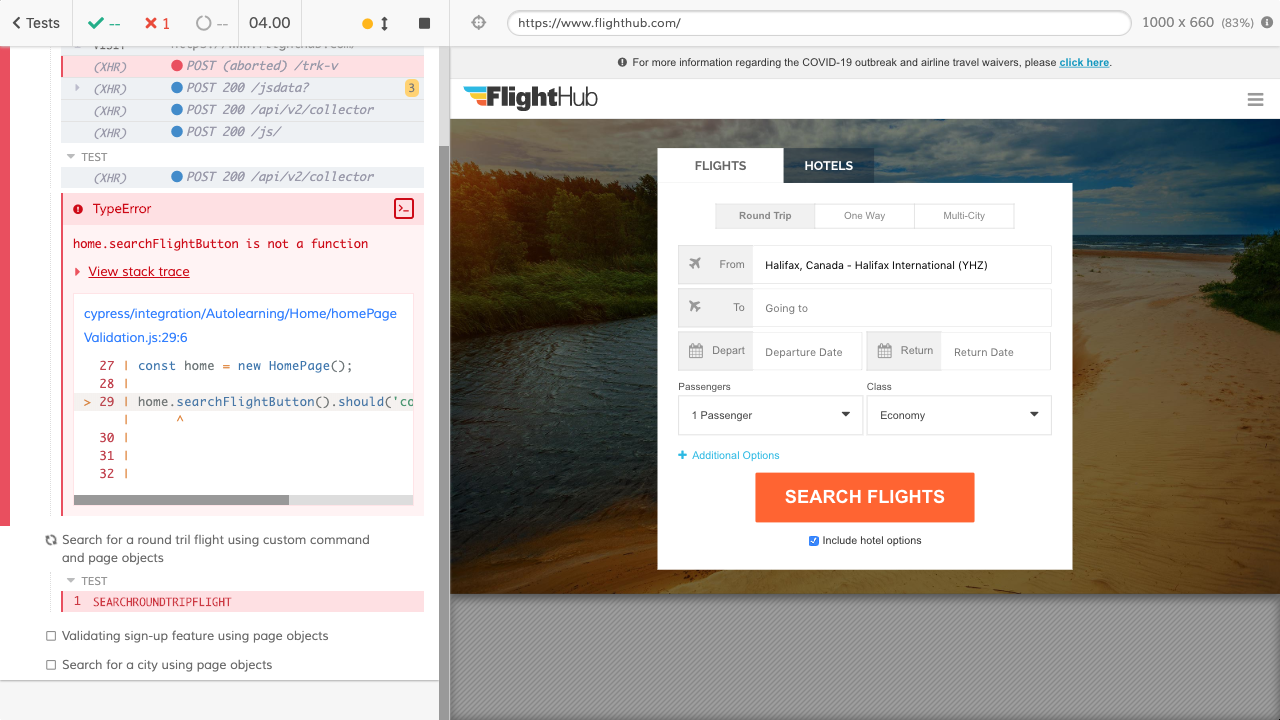 Tests
--
1
--
04.00
https://www.flighthub.com/
1000 x 660 (83%)
(XHR) POST (aborted) /trk-v
(XHR) POST 200 /jsdata? 3
(XHR) POST 200 /api/v2/collector
(XHR) POST 200 /js/
TEST
(XHR) POST 200 /api/v2/collector
TypeError
home.searchFlightButton is not a function
View stack trace
cypress/integration/Autolearning/Home/homePage
Validation.js:29:6
27 | const home = new HomePage();
28 |
> 29 | home.searchFlightButton().should('co
| ^
30 |
31 |
32 |
Search for a round tril flight using custom command
and page objects
TEST
1 SEARCHROUNDTRIPFLIGHT
Validating sign-up feature using page objects
Search for a city using page objects
For more information regarding the COVID-19 outbreak and airline travel waivers, please click here.
FlightHub
FLIGHTS HOTELS
Round Trip One Way Multi-City
From Halifax, Canada - Halifax International (YHZ)
To Going to
Depart Departure Date Return Return Date
Passengers Class
1 Passenger Economy
+ Additional Options
SEARCH FLIGHTS
Include hotel options